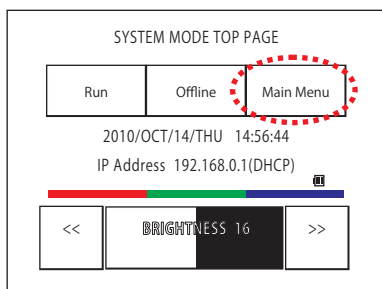 SYSTEM MODE TOP PAGE
Run Offline Main Menu
2010/OCT/14/THU 14:56:44
IP Address 192.168.0.1(DHCP)
<< BRIGHTNESS 16 >>